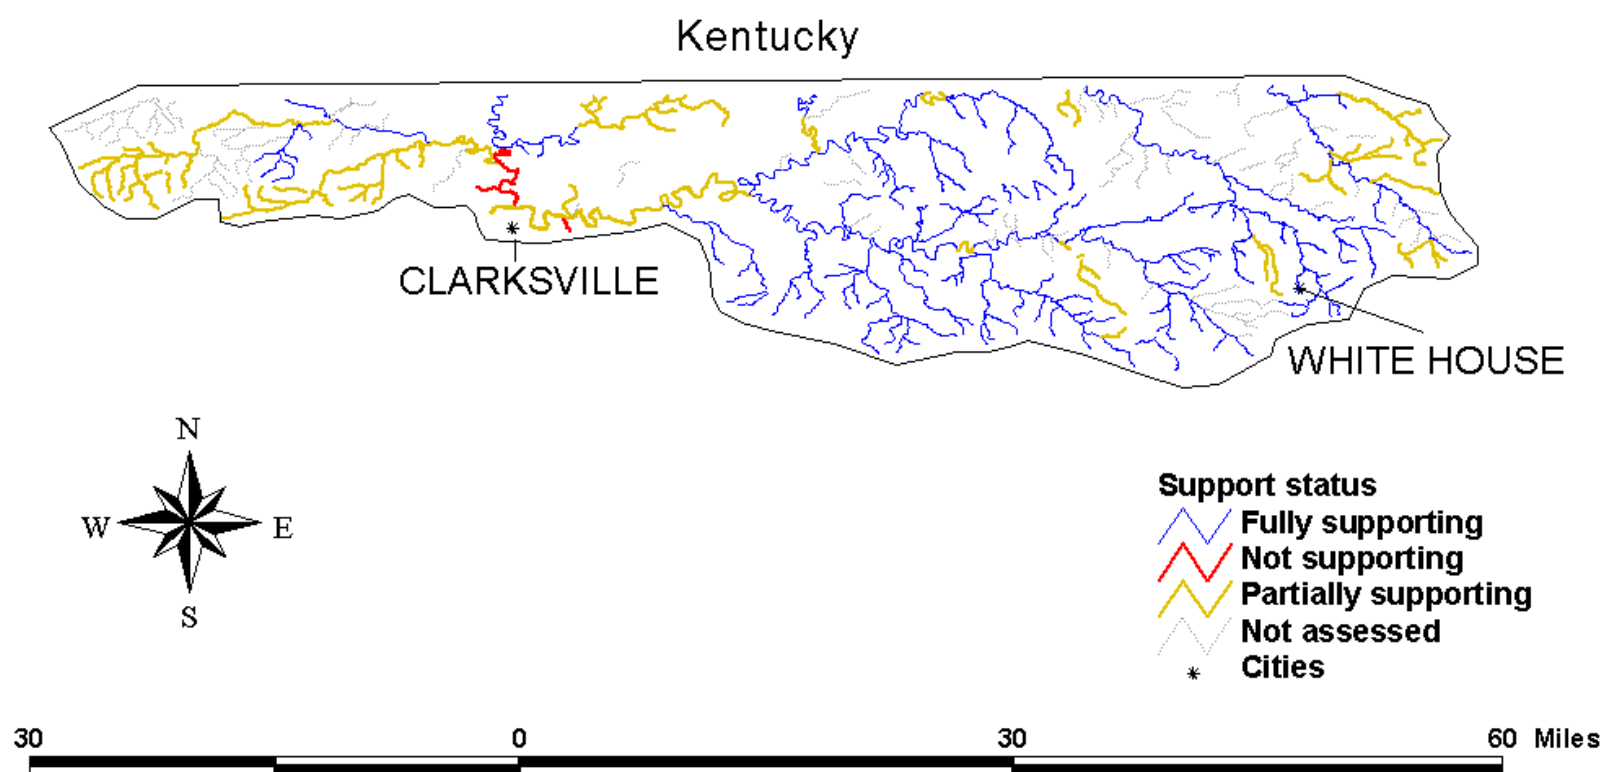 Kentucky
CLARKSVILLE
WHITE HOUSE
N
W E
S
Support status
Fully supporting
Not supporting
Partially supporting
Not assessed
Cities
30 0 30 60 Miles